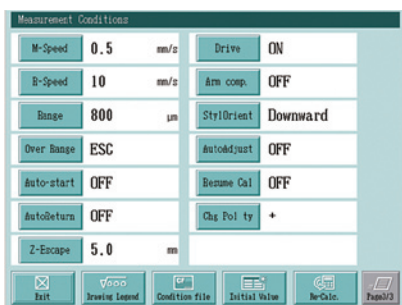 Measurement Conditions
M-Speed 0.5 mm/s Drive ON
R-Speed 10 mm/s Arm comp. OFF
Range 800 μm StylOrient Downward
Over Range ESC AutoAdjust OFF
Auto-start OFF Resume Cal OFF
AutoReturn OFF Chg Pol ty +
Z-Escape 5.0 mm
Exit Drawing Legend Condition file Initial Value Re-Calc. Page3/3